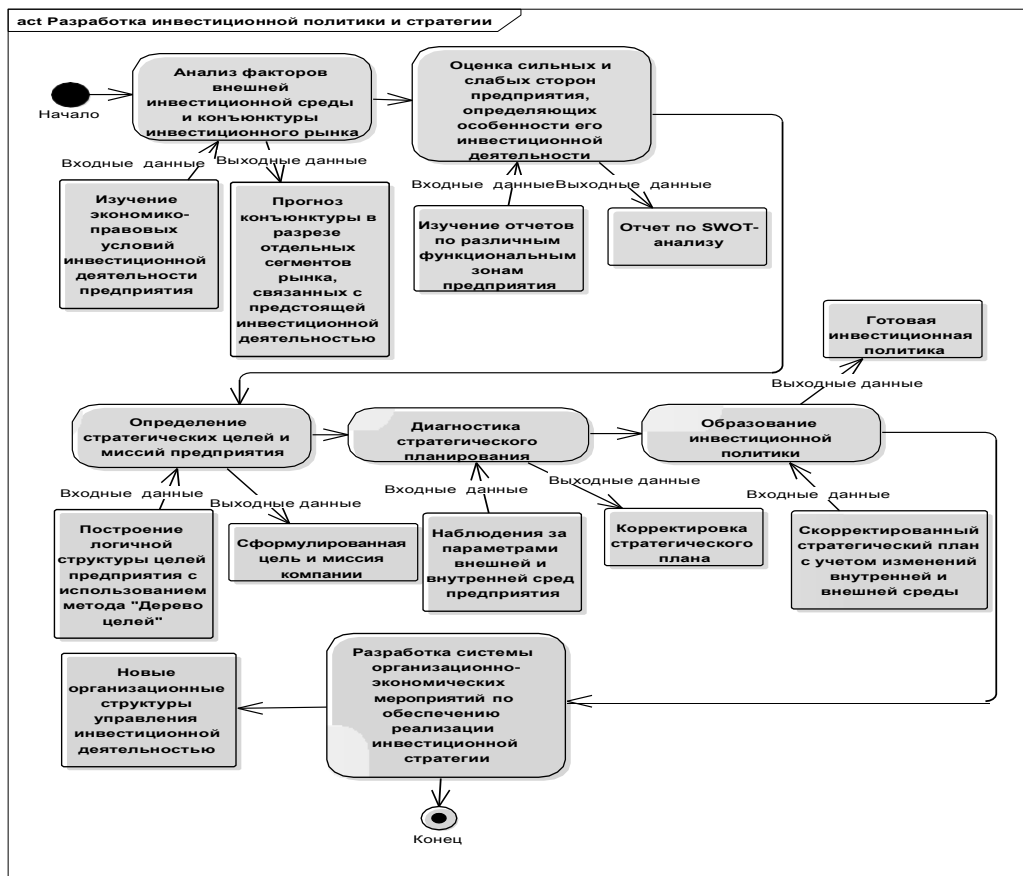 act Разработка инвестиционной политики и стратегии
Начало
Анализ факторов
внешней
инвестиционной среды
и конъюнктуры
инвестиционного рынка
Оценка сильных и
слабых сторон
предприятия,
определяющих
особенности его
инвестиционной
деятельности
Входные данные
Выходные данные
Входные данные
Выходные данные
Изучение
экономико-
правовых
условий
инвестиционной
деятельности
предприятия
Прогноз
конъюнктуры в
разрезе
отдельных
сегментов
рынка,
связанных с
предстоящей
инвестиционной
деятельностью
Изучение отчетов
по различным
функциональным
зонам
предприятия
Отчет по SWOT-
анализу
Готовая
инвестиционная
политика
Выходные данные
Определение
стратегических целей и
миссий предприятия
Диагностика
стратегического
планирования
Образование
инвестиционной
политики
Входные данные
Выходные данные
Входные данные
Выходные данные
Входные данные
Построение
логичной
структуры целей
предприятия с
использованием
метода "Дерево
целей"
Сформулированная
цель и миссия
компании
Наблюдения за
параметрами
внешней и
внутренней сред
предприятия
Корректировка
стратегического
плана
Скорректированный
стратегический план
с учетом изменений
внутренней и
внешней среды
Новые
организационные
структуры
управления
инвестиционной
деятельностью
Разработка системы
организационно-
экономических
мероприятий по
обеспечению
реализации
инвестиционной
стратегии
Конец